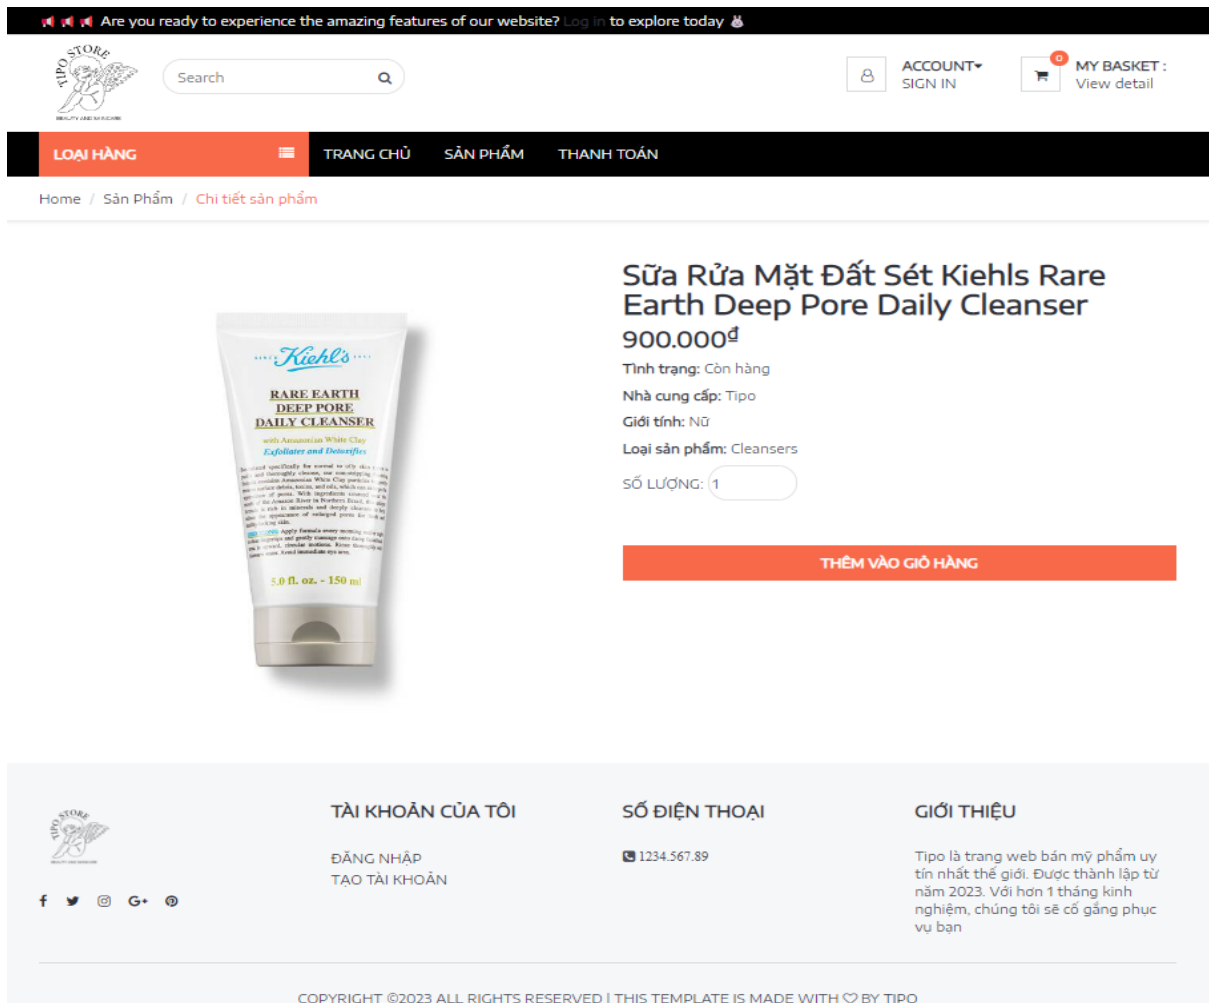 Are you ready to experience the amazing features of our website? Log in to explore today
TIPO STORE
BEAUTY AND SKINCARE
Search
ACCOUNT
SIGN IN
0
MY BASKET :
View detail
LOẠI HÀNG
TRANG CHỦ
SẢN PHẨM
THANH TOÁN
Home / Sản Phẩm / Chi tiết sản phẩm
Kiehl's
RARE EARTH
DEEP PORE
DAILY CLEANSER
with Amazonian White Clay
Exfoliates and Detoxifies
5.0 fl. oz. - 150 ml
Sữa Rửa Mặt Đất Sét Kiehls Rare
Earth Deep Pore Daily Cleanser
900.000₫
Tình trạng: Còn hàng
Nhà cung cấp: Tipo
Giới tính: Nữ
Loại sản phẩm: Cleansers
SỐ LƯỢNG: 1
THÊM VÀO GIỎ HÀNG
TIPO STORE
TÀI KHOẢN CỦA TÔI
ĐĂNG NHẬP
TẠO TÀI KHOẢN
SỐ ĐIỆN THOẠI
1234.567.89
GIỚI THIỆU
Tipo là trang web bán mỹ phẩm uy
tín nhất thế giới. Được thành lập từ
năm 2023. Với hơn 1 tháng kinh
nghiệm, chúng tôi sẽ cố gắng phục
vụ bạn
COPYRIGHT ©2023 ALL RIGHTS RESERVED | THIS TEMPLATE IS MADE WITH ♡ BY TIPO